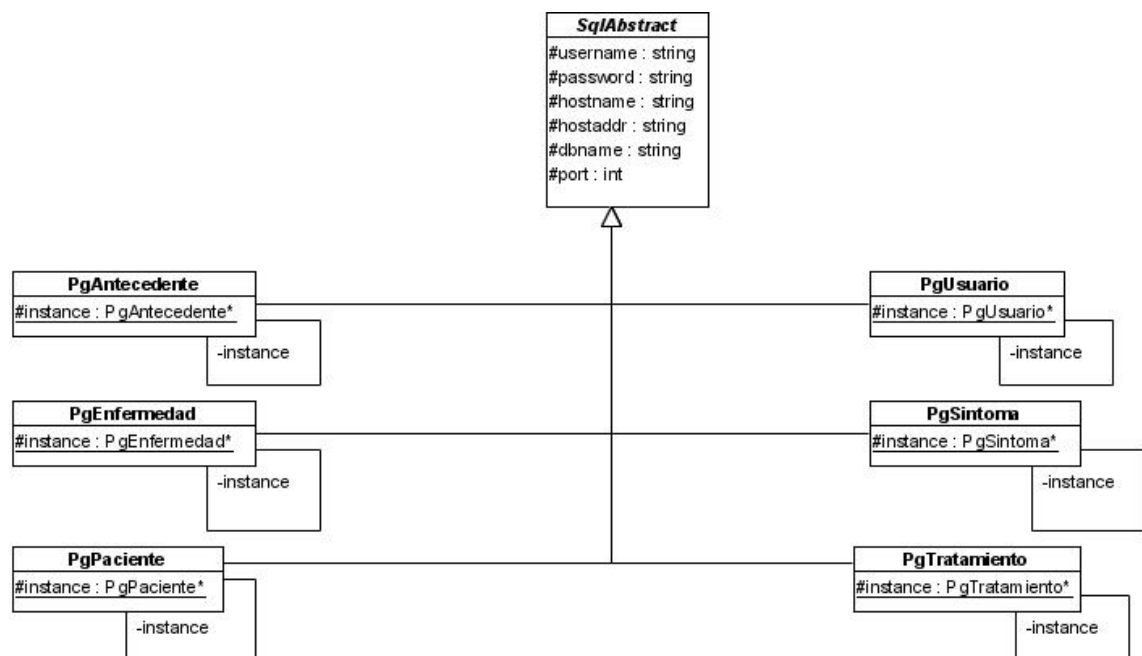 SqlAbstract
#username : string
#password : string
#hostname : string
#hostaddr : string
#dbname : string
#port : int
PgAntecedente
#instance : PgAntecedente*
-instance
PgUsuario
#instance : PgUsuario*
-instance
PgEnfermedad
#instance : PgEnfermedad*
-instance
PgSintoma
#instance : PgSintoma*
-instance
PgPaciente
#instance : PgPaciente*
-instance
PgTratamiento
#instance : PgTratamiento*
-instance